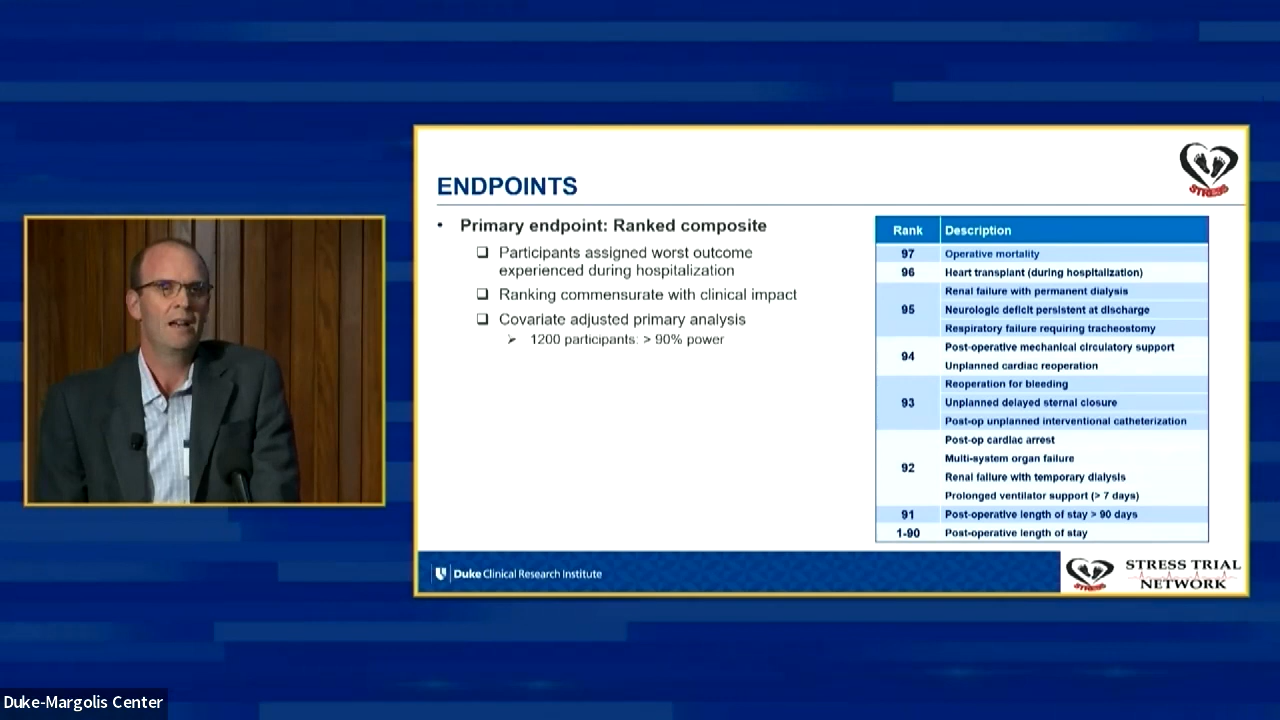 ENDPOINTS
STRESS
• Primary endpoint: Ranked composite
Participants assigned worst outcome
experienced during hospitalization
Ranking commensurate with clinical impact
Covariate adjusted primary analysis
1200 participants: > 90% power
Rank Description
97 Operative mortality
96 Heart transplant (during hospitalization)
Renal failure with permanent dialysis
95 Neurologic deficit persistent at discharge
Respiratory failure requiring tracheostomy
Post-operative mechanical circulatory support
94
Unplanned cardiac reoperation
Reoperation for bleeding
93 Unplanned delayed sternal closure
Post-op unplanned interventional catheterization
Post-op cardiac arrest
Multi-system organ failure
92
Renal failure with temporary dialysis
Prolonged ventilator support (> 7 days)
91 Post-operative length of stay > 90 days
1-90 Post-operative length of stay
Duke Clinical Research Institute
STRESS
STRESS TRIAL
NETWORK
Duke-Margolis Center